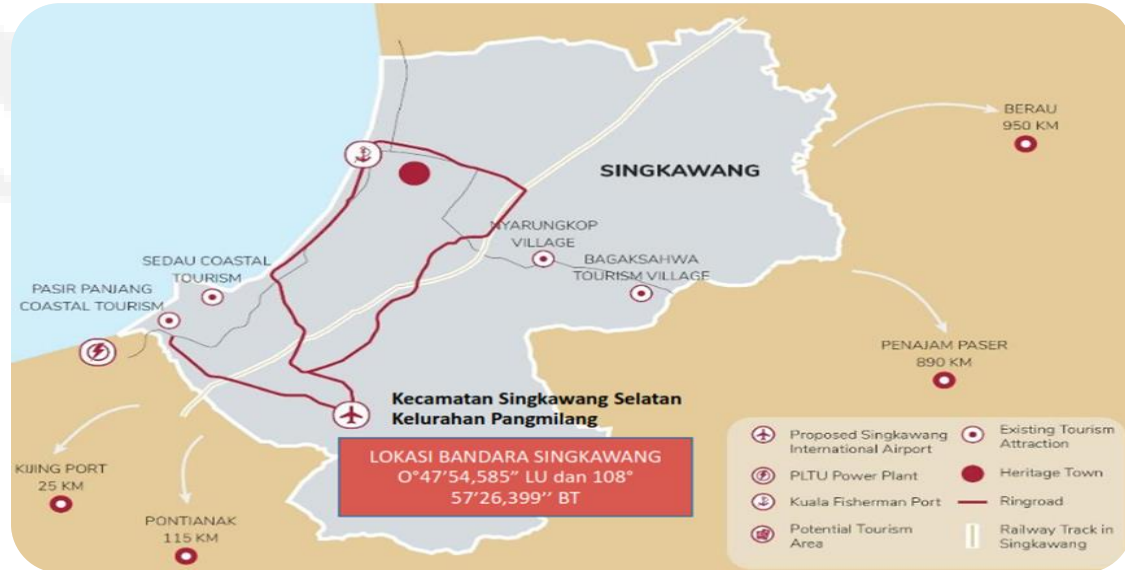 BERAU
950 KM
SINGKAWANG
NYARUNGKOP
VILLAGE
BAGAKSAHWA
TOURISM VILLAGE
SEDAU COASTAL
TOURISM
PASIR PANJANG
COASTAL TOURISM
PENAJAM PASER
890 KM
Kecamatan Singkawang Selatan
Kelurahan Pangmilang
LOKASI BANDARA SINGKAWANG
O°47’54,585” LU dan 108°
57’26,399’’ BT
KIJING PORT
25 KM
PONTIANAK
115 KM
Proposed Singkawang
International Airport
PLTU Power Plant
Kuala Fisherman Port
Potential Tourism
Area
Existing Tourism
Attraction
Heritage Town
Ringroad
Railway Track in
Singkawang